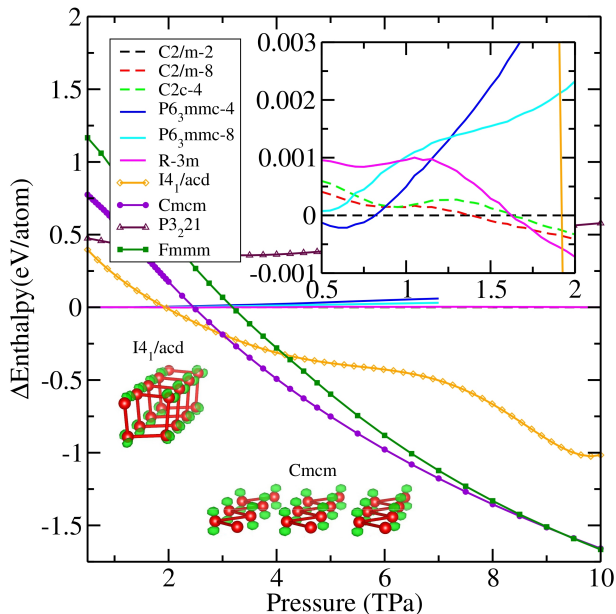 2
1.5
1
0.5
0
-0.5
-1
-1.5
ΔEnthalpy(eV/atom)
2
4
6
8
10
Pressure (TPa)
C2/m-2
C2/m-8
C2c-4
P6₃mmc-4
P6₃mmc-8
R-3m
I4₁/acd
Cmcm
P3₂21
Fmmm
0.003
0.002
0.001
0
-0.001
0.5
1
1.5
2
I4₁/acd
Cmcm